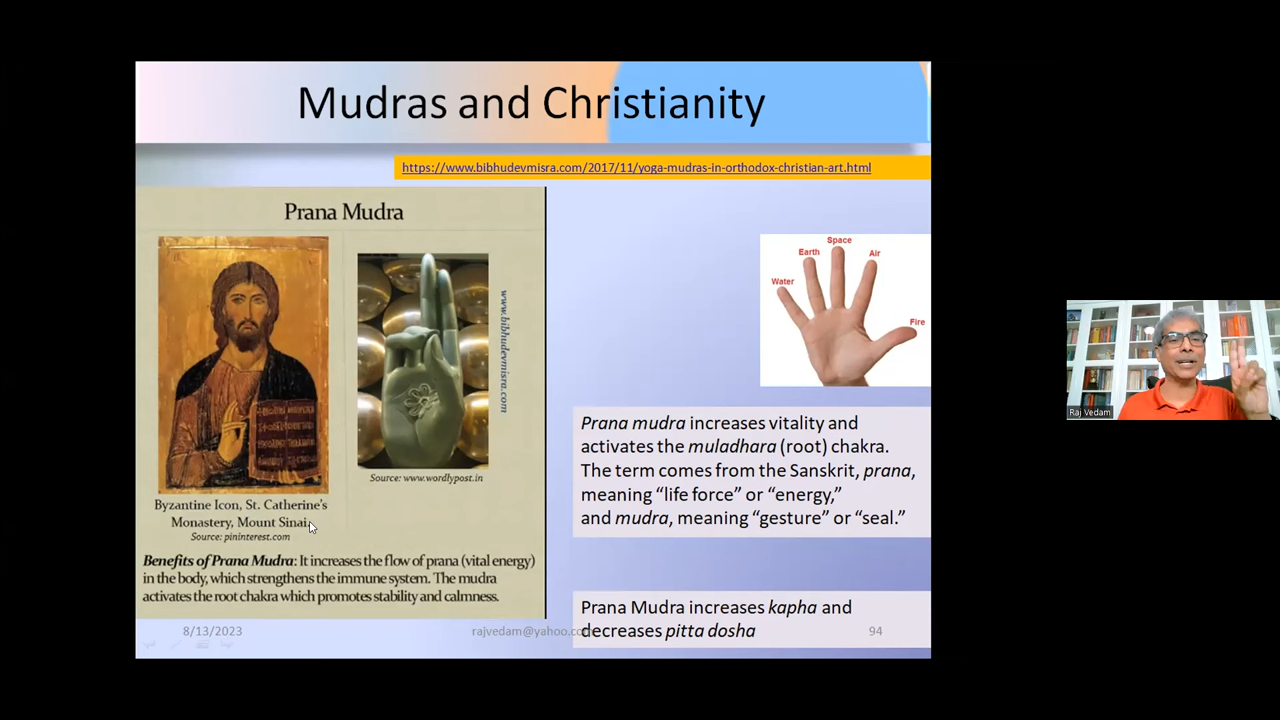 Mudras and Christianity
https://www.bibhudevmisra.com/2017/11/yoga-mudras-in-orthodox-christian-art.html
Prana Mudra
www.bibhudevmisra.com
Source: www.wordlypost.in
Byzantine Icon, St. Catherine's
Monastery, Mount Sinai.
Source: pininterest.com
Benefits of Prana Mudra: It increases the flow of prana (vital energy)
in the body, which strengthens the immune system. The mudra
activates the root chakra which promotes stability and calmness.
Space
Earth
Air
Water
Fire
Prana mudra increases vitality and
activates the muladhara (root) chakra.
The term comes from the Sanskrit, prana,
meaning “life force” or “energy,”
and mudra, meaning “gesture” or “seal.”
Prana Mudra increases kapha and
decreases pitta dosha
8/13/2023
94
Raj Vedam